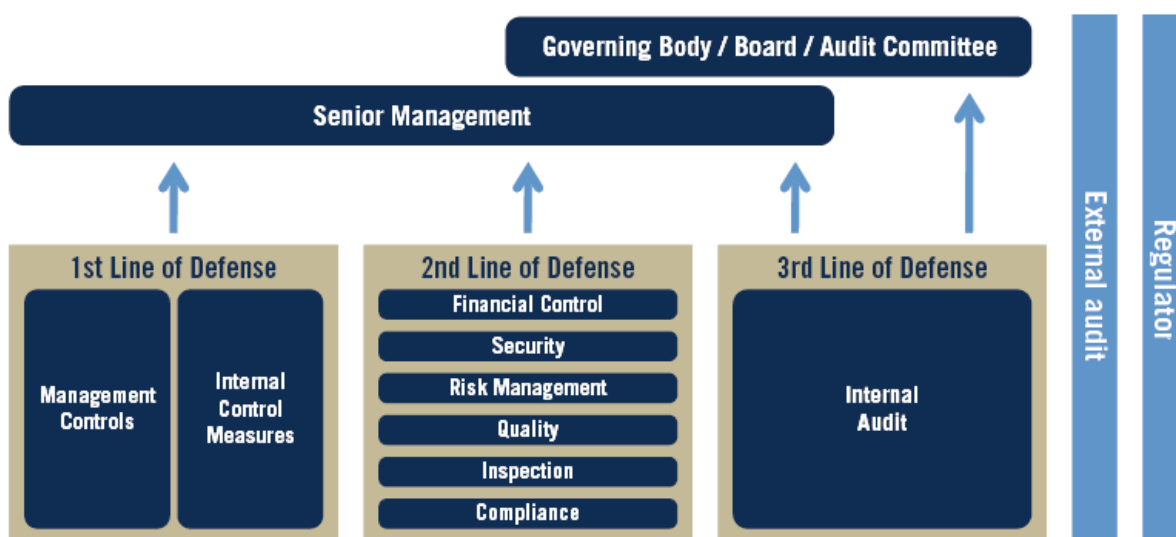 Governing Body / Board / Audit Committee
Senior Management
1st Line of Defense
Management
Controls
Internal
Control
Measures
2nd Line of Defense
Financial Control
Security
Risk Management
Quality
Inspection
Compliance
3rd Line of Defense
Internal
Audit
External audit
Regulator